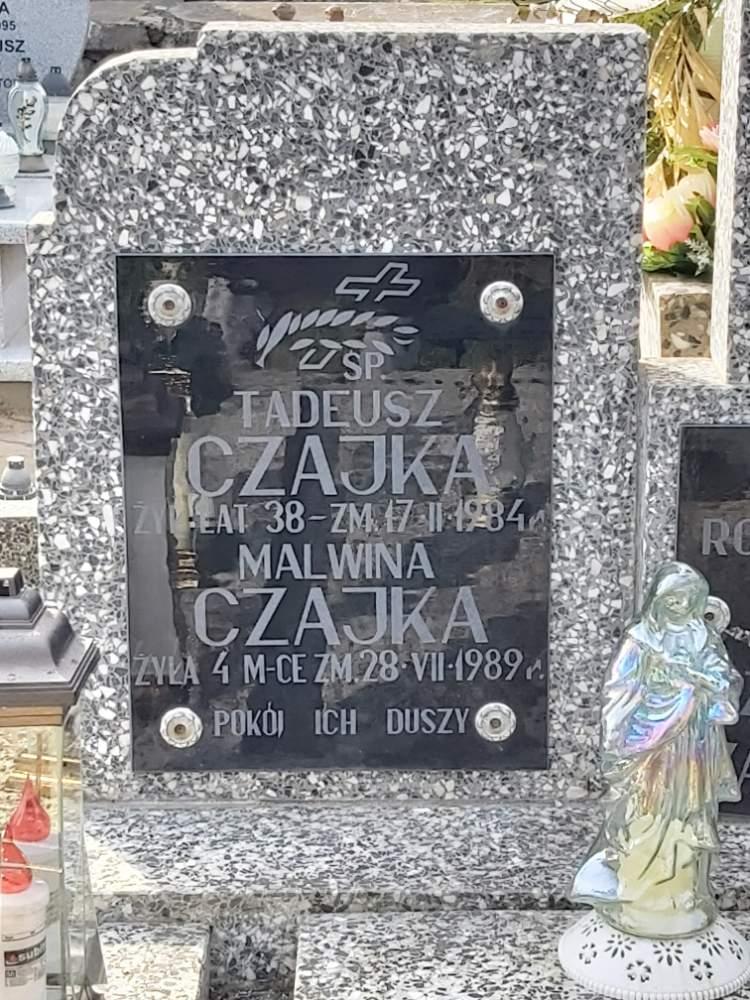 ŚP.
TADEUSZ
CZAJKA
ŻYŁ LAT 38 – ZM. 17·II·1984 r.
MALWINA
CZAJKA
ŻYŁA 4 M-CE ZM. 28·VII·1989 r.
POKÓJ ICH DUSZY